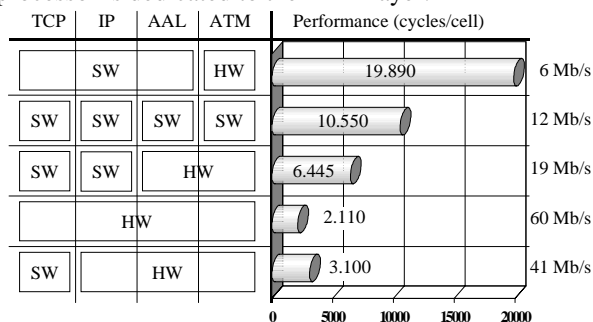 TCP IP AAL ATM Performance (cycles/cell)
SW HW 19.890 6 Mb/s
SW SW SW SW 10.550 12 Mb/s
SW SW HW 6.445 19 Mb/s
HW 2.110 60 Mb/s
SW HW 3.100 41 Mb/s
0 5000 10000 15000 20000